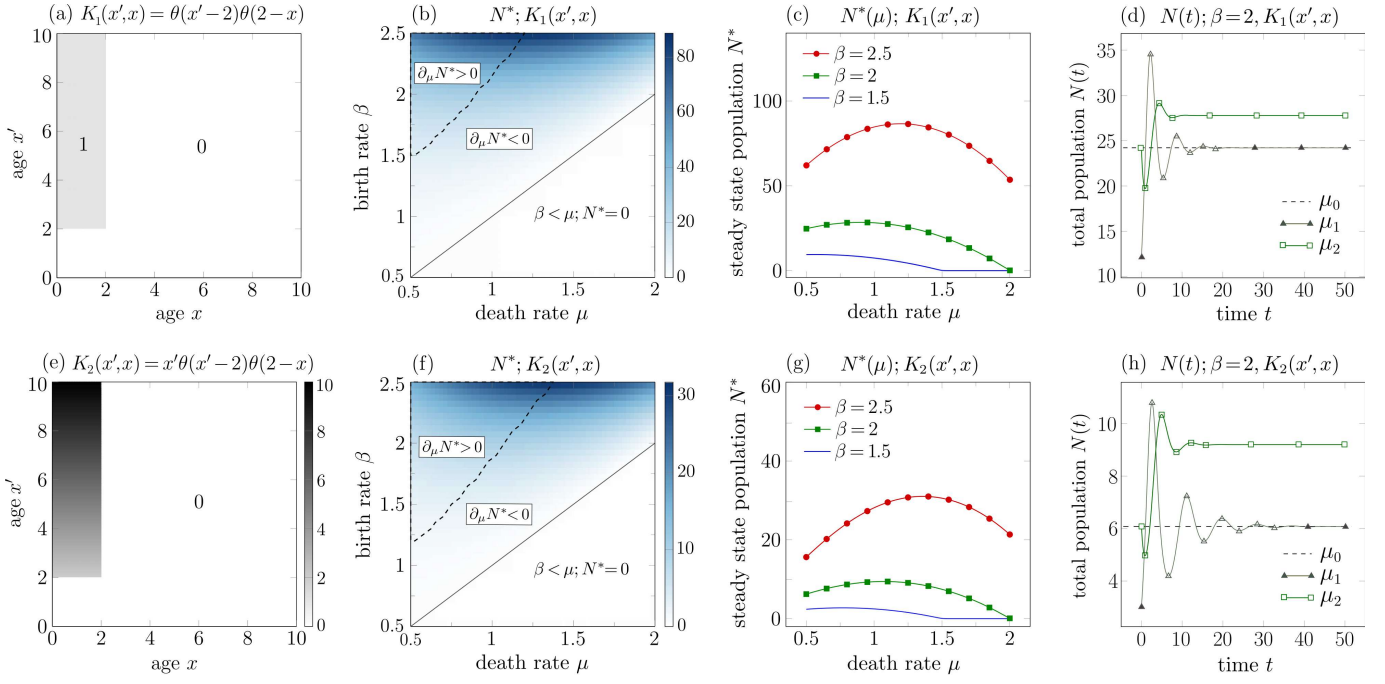 (a) K₁(x′,x) = θ(x′−2)θ(2−x)
10
8
6
4
2
0
age x′
1
0
0 2 4 6 8 10
age x
(b) N*; K₁(x′,x)
2.5
2
1.5
1
0.5
birth rate β
∂μN*>0
∂μN*<0
β<μ; N*=0
0.5 1 1.5 2
death rate μ
80
60
40
20
0
(c) N*(μ); K₁(x′,x)
100
50
0
steady state population N*
β=2.5
β=2
β=1.5
0.5 1 1.5 2
death rate μ
(d) N(t); β=2, K₁(x′,x)
35
30
25
20
15
10
total population N(t)
μ₀
μ₁
μ₂
0 10 20 30 40 50
time t
(e) K₂(x′,x) = x′θ(x′−2)θ(2−x)
10
8
6
4
2
0
age x′
0
0 2 4 6 8 10
age x
10
8
6
4
2
0
(f) N*; K₂(x′,x)
2.5
2
1.5
1
0.5
birth rate β
∂μN*>0
∂μN*<0
β<μ; N*=0
0.5 1 1.5 2
death rate μ
30
20
10
0
(g) N*(μ); K₂(x′,x)
60
40
20
0
steady state population N*
β=2.5
β=2
β=1.5
0.5 1 1.5 2
death rate μ
(h) N(t); β=2, K₂(x′,x)
10
8
6
4
total population N(t)
μ₀
μ₁
μ₂
0 10 20 30 40 50
time t